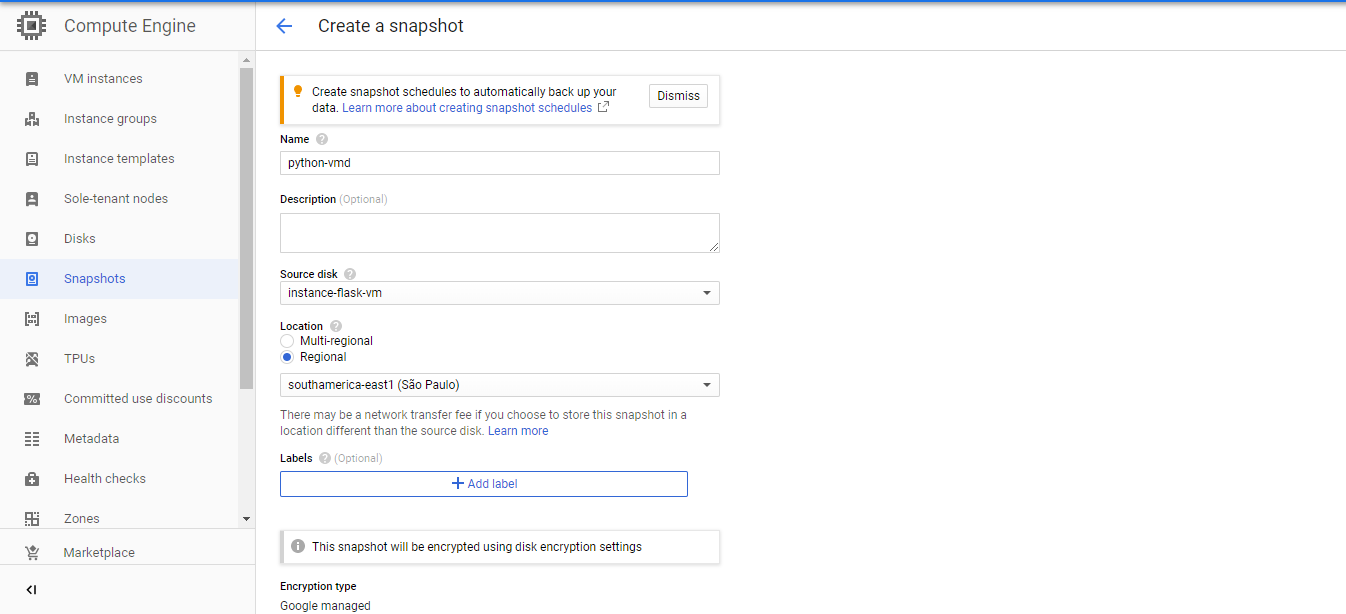 Compute Engine
VM instances
Instance groups
Instance templates
Sole-tenant nodes
Disks
Snapshots
Images
TPUs
Committed use discounts
Metadata
Health checks
Zones
Marketplace
Create a snapshot
Create snapshot schedules to automatically back up your
data. Learn more about creating snapshot schedules
Dismiss
Name
python-vmd
Description (Optional)
Source disk
instance-flask-vm
Location
Multi-regional
Regional
southamerica-east1 (São Paulo)
There may be a network transfer fee if you choose to store this snapshot in a
location different than the source disk. Learn more
Labels (Optional)
Add label
This snapshot will be encrypted using disk encryption settings
Encryption type
Google managed